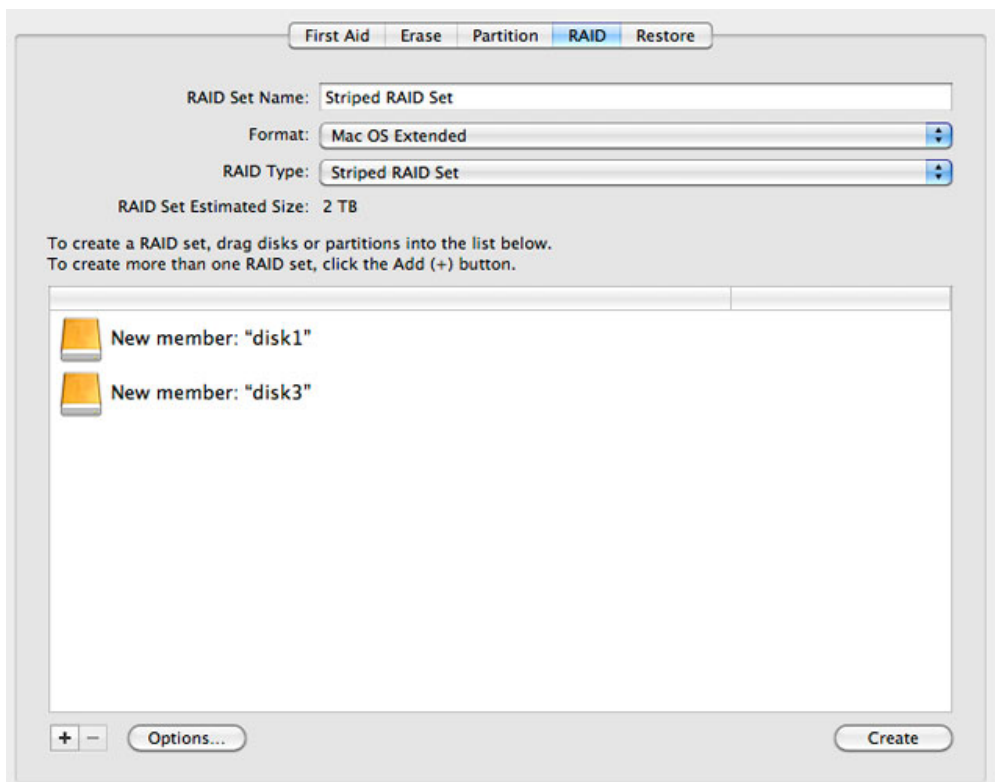 First Aid Erase Partition RAID Restore
RAID Set Name: Striped RAID Set
Format: Mac OS Extended
RAID Type: Striped RAID Set
RAID Set Estimated Size: 2 TB
To create a RAID set, drag disks or partitions into the list below.
To create more than one RAID set, click the Add (+) button.
New member: “disk1”
New member: “disk3”
+ − Options... Create